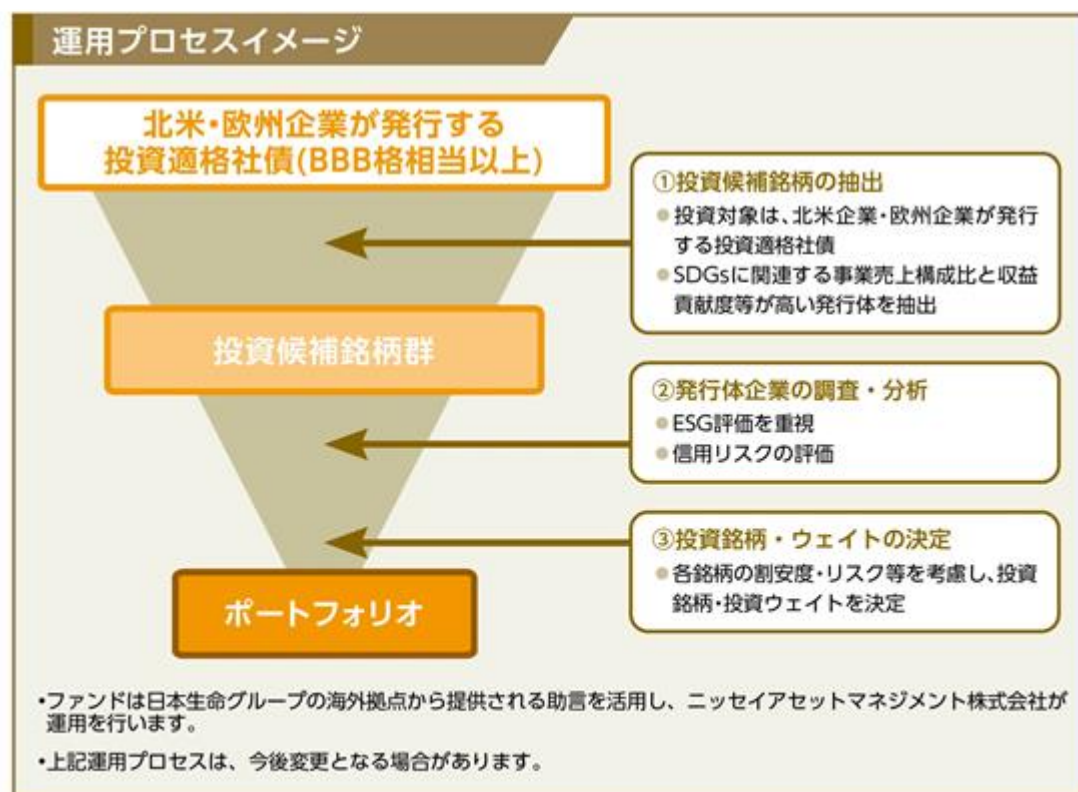 運用プロセスイメージ
北米・欧州企業が発行する
投資適格社債(BBB格相当以上)
①投資候補銘柄の抽出
●投資対象は、北米企業・欧州企業が発行
する投資適格社債
●SDGsに関連する事業売上構成比と収益
貢献度等が高い発行体を抽出
投資候補銘柄群
②発行体企業の調査・分析
●ESG評価を重視
●信用リスクの評価
③投資銘柄・ウェイトの決定
●各銘柄の割安度・リスク等を考慮し、投資
銘柄・投資ウェイトを決定
ポートフォリオ
•ファンドは日本生命グループの海外拠点から提供される助言を活用し、ニッセイアセットマネジメント株式会社が
運用を行います。
•上記運用プロセスは、今後変更となる場合があります。